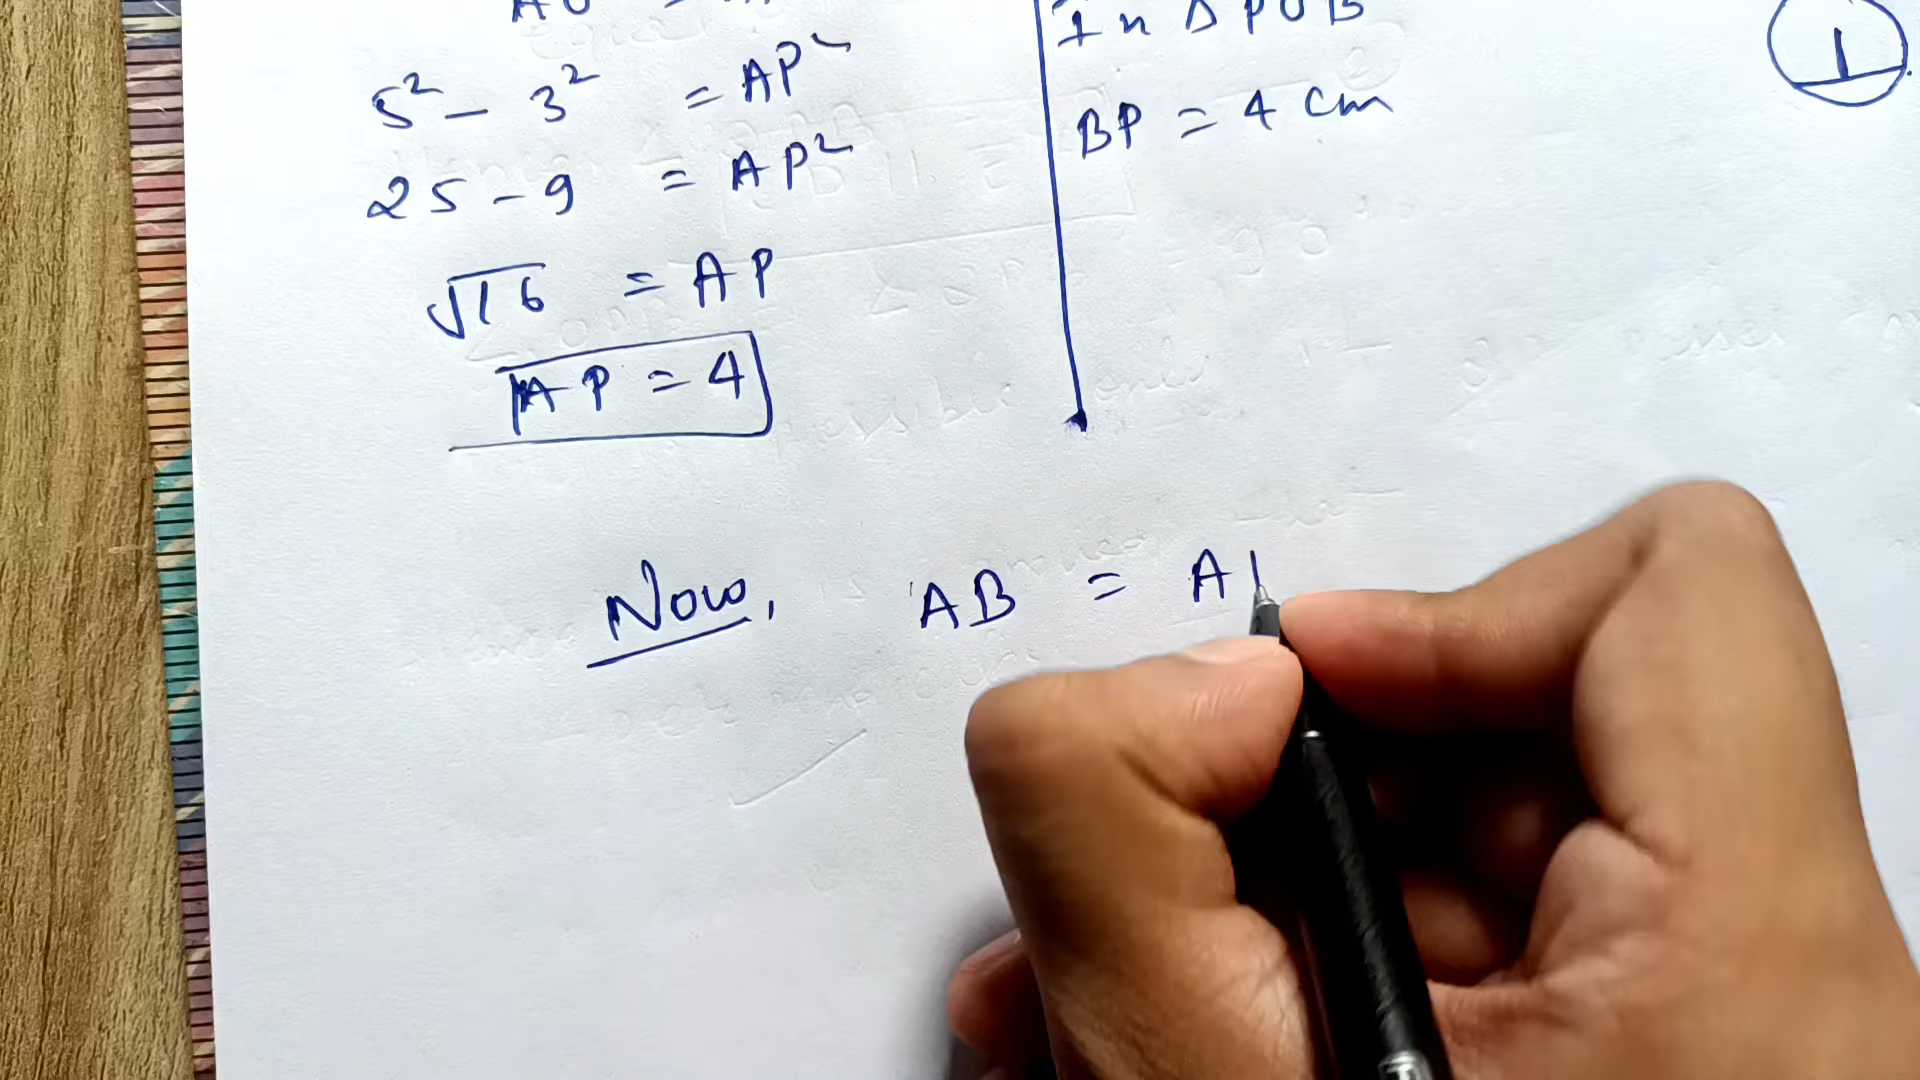 5² - 3² = AP²
25 - 9 = AP²
√16 = AP
AP = 4
In Δ POB
BP = 4 cm
1
Now, AB = A